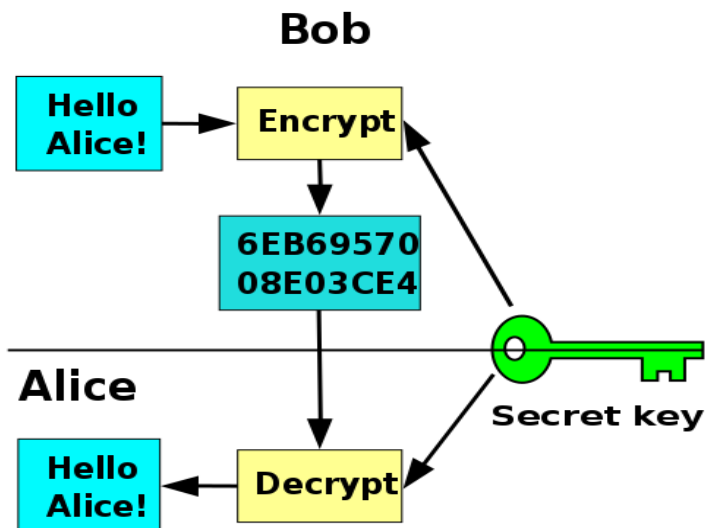 Bob
Hello
Alice!
Encrypt
6EB69570
08E03CE4
Alice
Secret key
Hello
Alice!
Decrypt